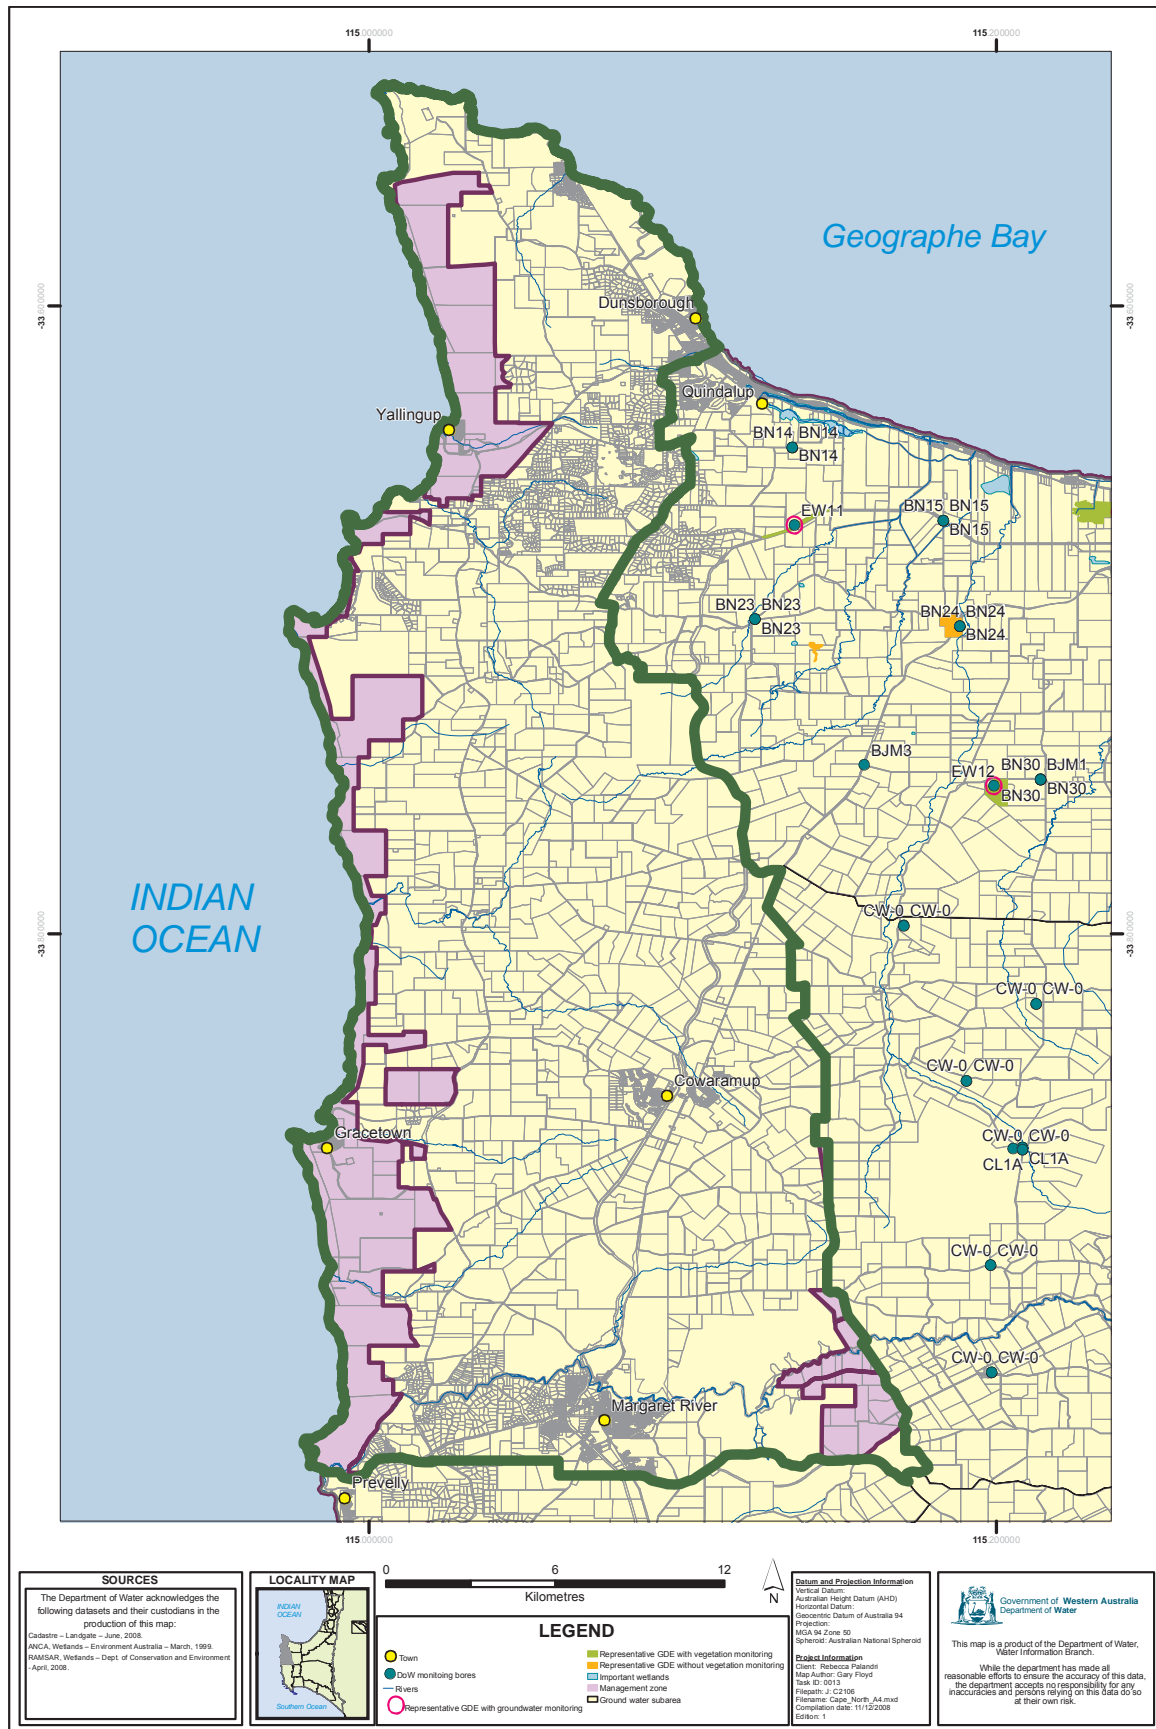 115.000000
115.200000
-33.600000
-33.600000
Geographe Bay
Dunsborough
Quindalup
Yallingup
BN14 BN14
BN14
EW11
BN15 BN15
BN15
BN23 BN23
BN23
BN24 BN24
BN24
BJM3
EW12
BN30 BJM1
BN30
BN30
INDIAN
OCEAN
CW-0 CW-0
-33.800000
-33.800000
CW-0 CW-0
CW-0 CW-0
Cowaramup
Gracetown
CW-0 CW-0
CL1A
CL1A
CW-0 CW-0
CW-0 CW-0
Margaret River
Prevelly
115.000000
115.200000
SOURCES
The Department of Water acknowledges the
following datasets and their custodians in the
production of this map:
Cadastre – Landgate – June, 2008.
ANCA, Wetlands – Environment Australia – March, 1999.
RAMSAR, Wetlands – Dept. of Conservation and Environment
- April, 2008.
LOCALITY MAP
INDIAN
OCEAN
Southern Ocean
0 6 12
Kilometres
N
LEGEND
Town
DoW monitoing bores
Rivers
Representative GDE with groundwater monitoring
Representative GDE with vegetation monitoring
Representative GDE without vegetation monitoring
Important wetlands
Management zone
Ground water subarea
Datum and Projection Information
Vertical Datum:
Australian Height Datum (AHD)
Horizontal Datum:
Geocentric Datum of Australia 94
Projection:
MGA 94 Zone 50
Spheroid: Australian National Spheroid
Project Information
Client: Rebecca Palandri
Map Author: Gary Floyd
Task ID: 0013
Filepath: J: C2106
Filename: Cape_North_A4.mxd
Compilation date: 11/12/2008
Edition: 1
Government of Western Australia
Department of Water
This map is a product of the Department of Water,
Water Information Branch.
While the department has made all
reasonable efforts to ensure the accuracy of this data,
the department accepts no responsibility for any
inaccuracies and persons relying on this data do so
at their own risk.